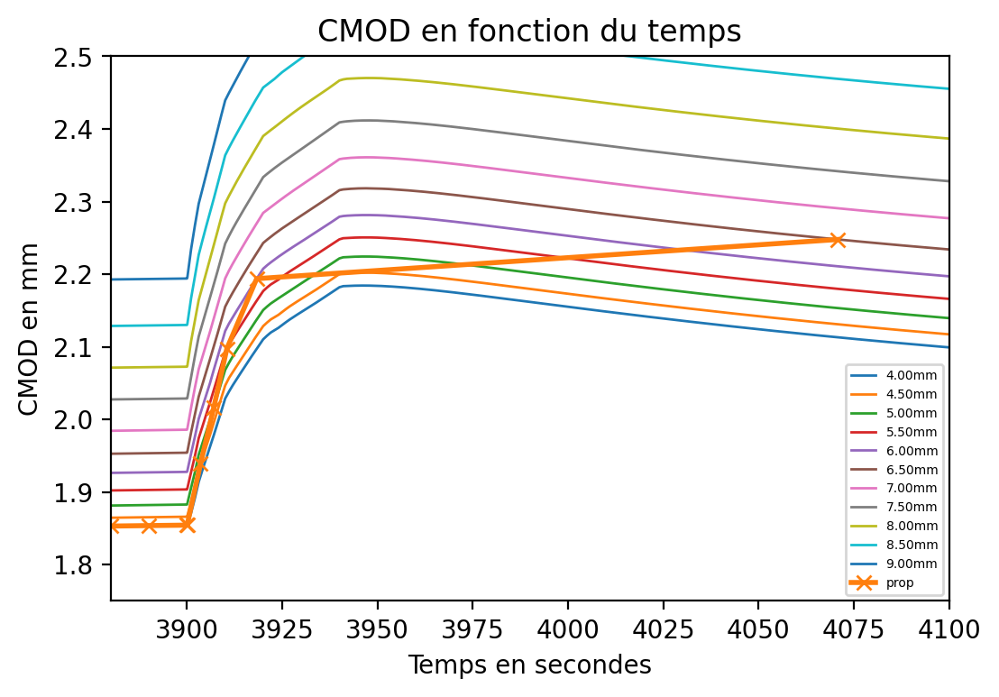 CMOD en fonction du temps
CMOD en mm
2.5
2.4
2.3
2.2
2.1
2.0
1.9
1.8
4.00mm
4.50mm
5.00mm
5.50mm
6.00mm
6.50mm
7.00mm
7.50mm
8.00mm
8.50mm
9.00mm
prop
3900 3925 3950 3975 4000 4025 4050 4075 4100
Temps en secondes